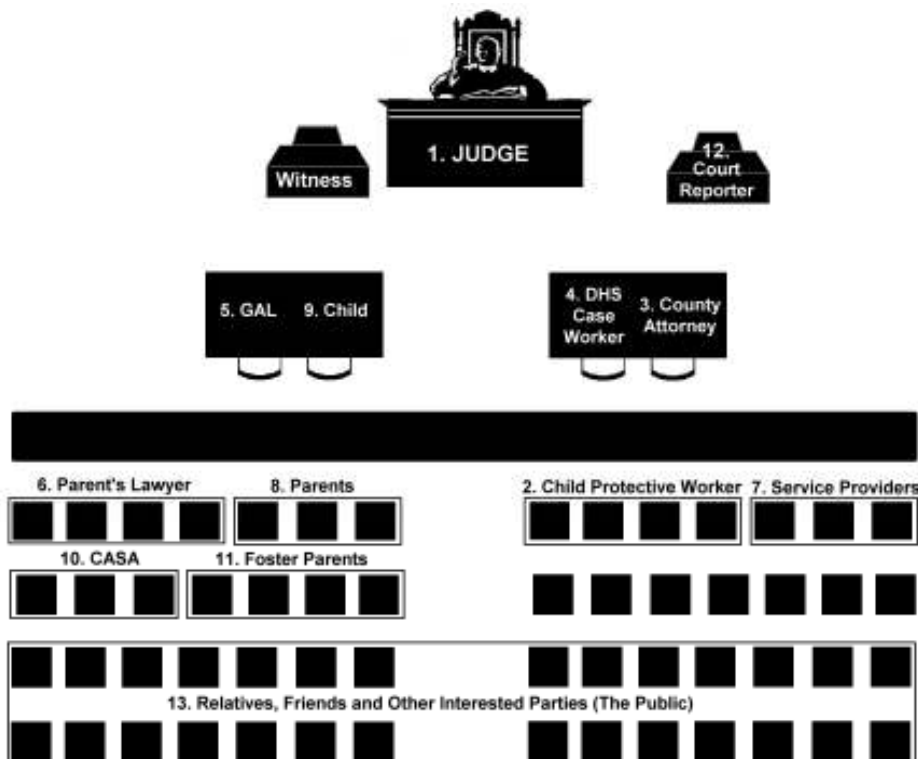 1. JUDGE
Witness
12.
Court
Reporter
5. GAL
9. Child
4. DHS
Case
Worker
3. County
Attorney
6. Parent's Lawyer
8. Parents
2. Child Protective Worker
7. Service Providers
10. CASA
11. Foster Parents
13. Relatives, Friends and Other Interested Parties (The Public)